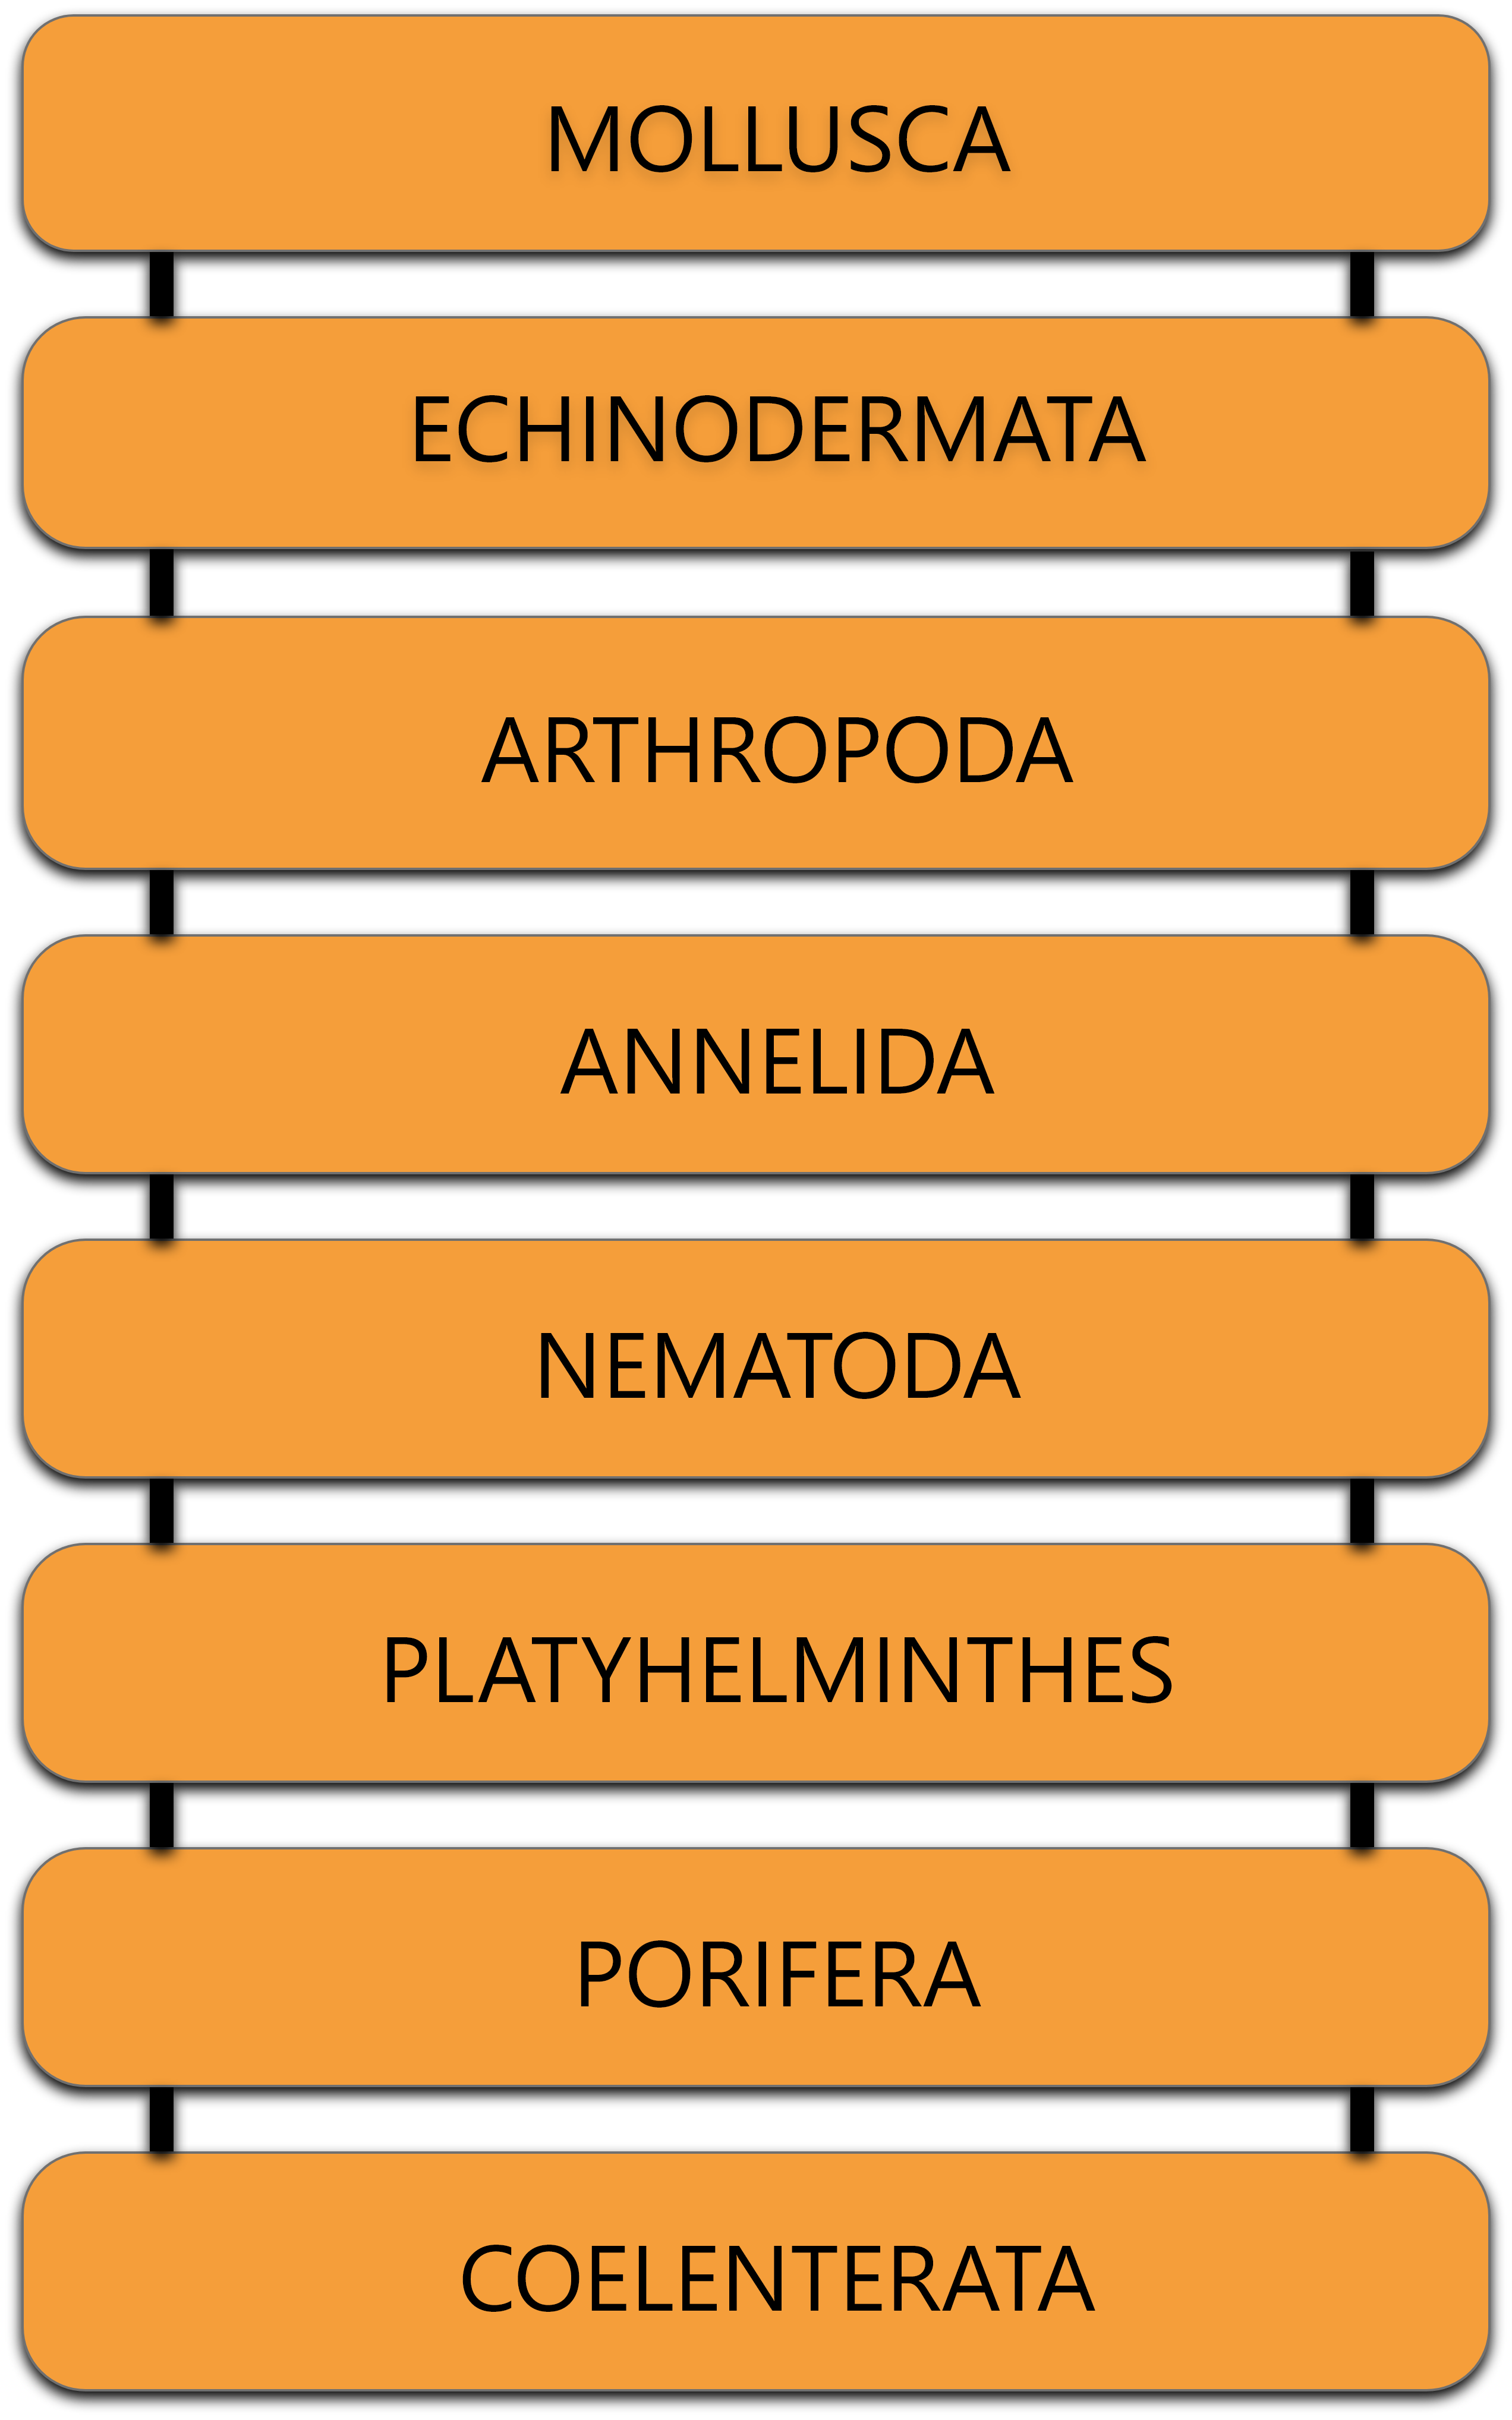 MOLLUSCA
ECHINODERMATA
ARTHROPODA
ANNELIDA
NEMATODA
PLATYHELMINTHES
PORIFERA
COELENTERATA